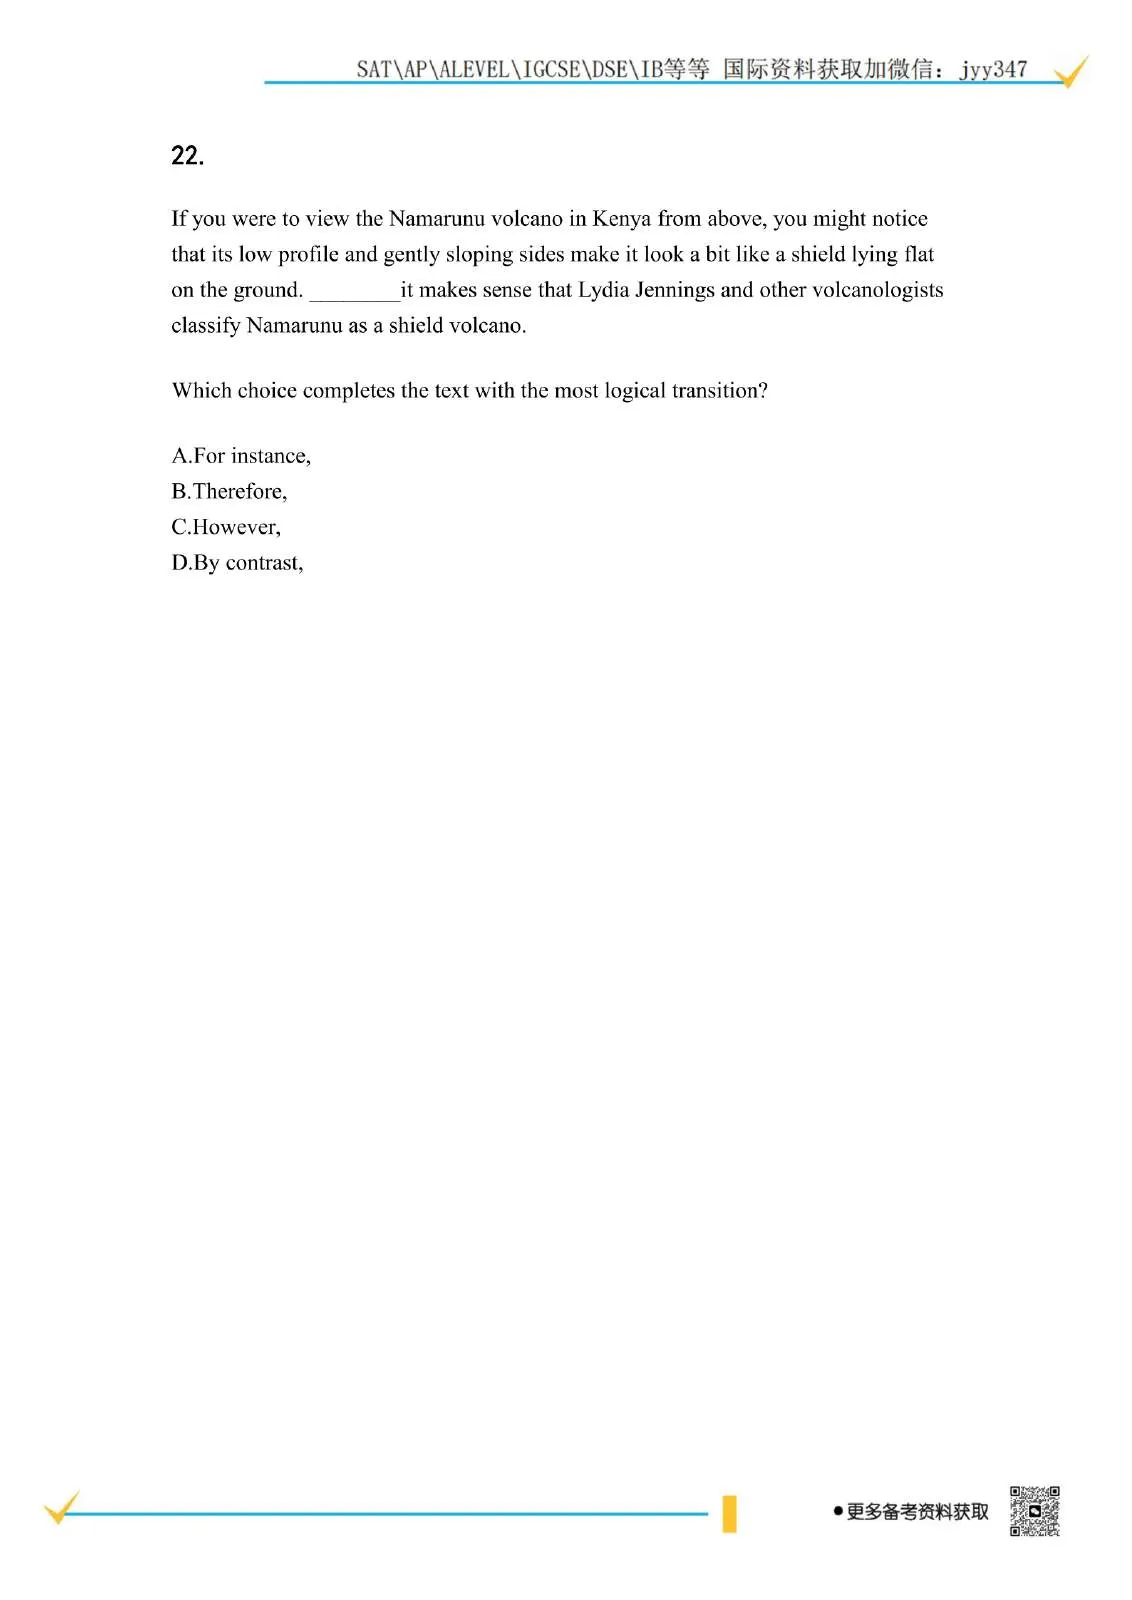 SAT\AP\ALEVEL\IGCSE\DSE\IB等等 国际资料获取加微信：jyy347
22.
If you were to view the Namarunu volcano in Kenya from above, you might notice
that its low profile and gently sloping sides make it look a bit like a shield lying flat
on the ground. ________it makes sense that Lydia Jennings and other volcanologists
classify Namarunu as a shield volcano.
Which choice completes the text with the most logical transition?
A.For instance,
B.Therefore,
C.However,
D.By contrast,
●更多备考资料获取